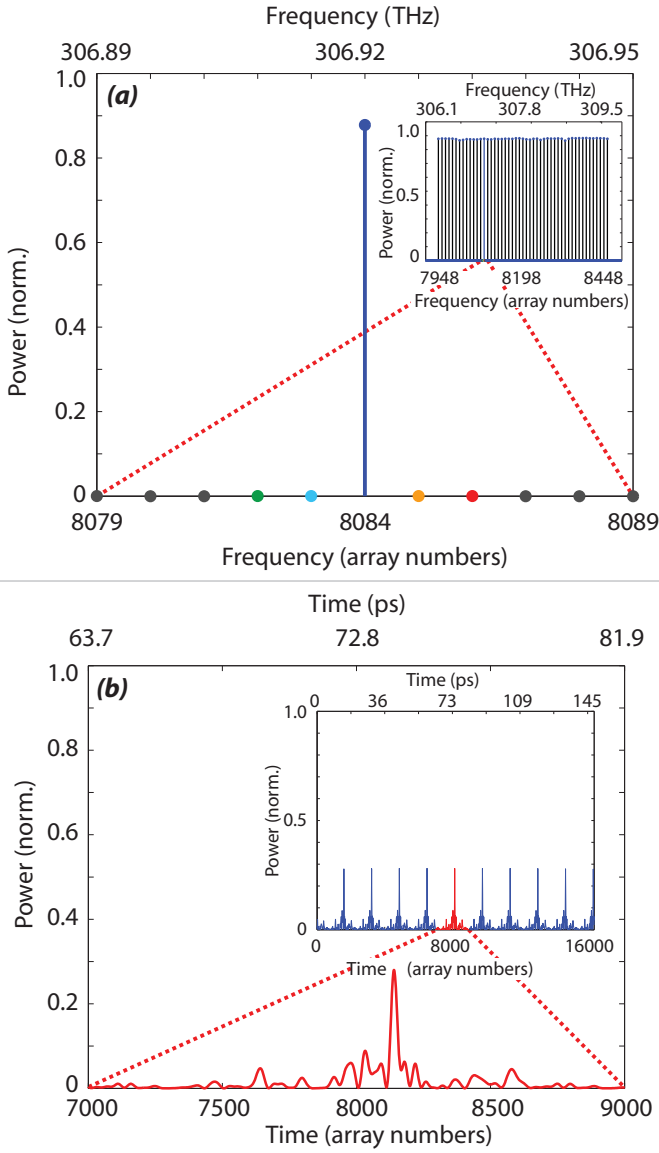 Frequency (THz)
306.89 306.92 306.95
1.0
(a)
Frequency (THz)
306.1 307.8 309.5
1.0
0.5
0
Power (norm.)
7948 8198 8448
Frequency (array numbers)
0.8
0.6
0.4
0.2
0
Power (norm.)
8079 8084 8089
Frequency (array numbers)
Time (ps)
63.7 72.8 81.9
1.0
(b)
Time (ps)
0 36 73 109 145
1.0
0.5
0
Power (norm.)
0 8000 16000
Time (array numbers)
0.8
0.6
0.4
0.2
0
Power (norm.)
7000 7500 8000 8500 9000
Time (array numbers)